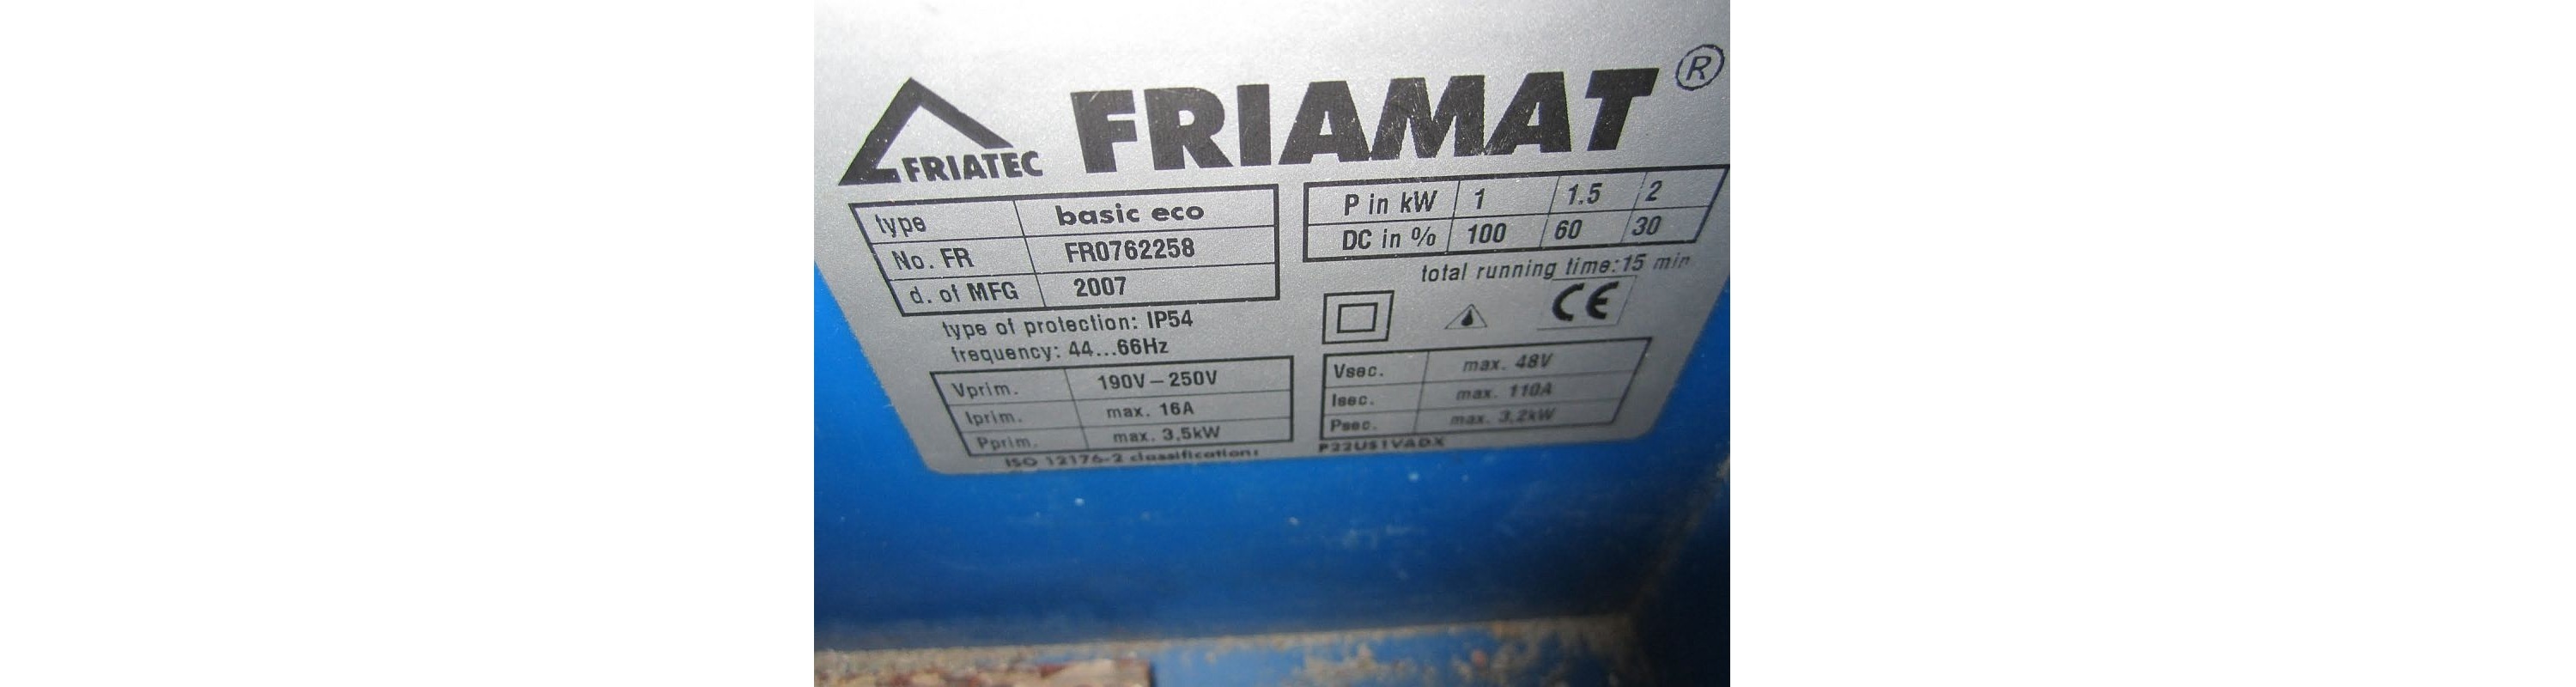 FRIATEC FRIAMAT®
type basic eco
No. FR FR0762258
d. of MFG 2007
type of protection: IP54
frequency: 44...66Hz
P in kW 1 1.5 2
DC in % 100 60 30
total running time:15 min
CE
Vprim. 190V–250V
Iprim. max. 16A
Pprim. max. 3,5kW
Vsec. max. 48V
Isec. max. 110A
Psec. max. 3,2kW
ISO 12176-2 classification: P22US1VADX